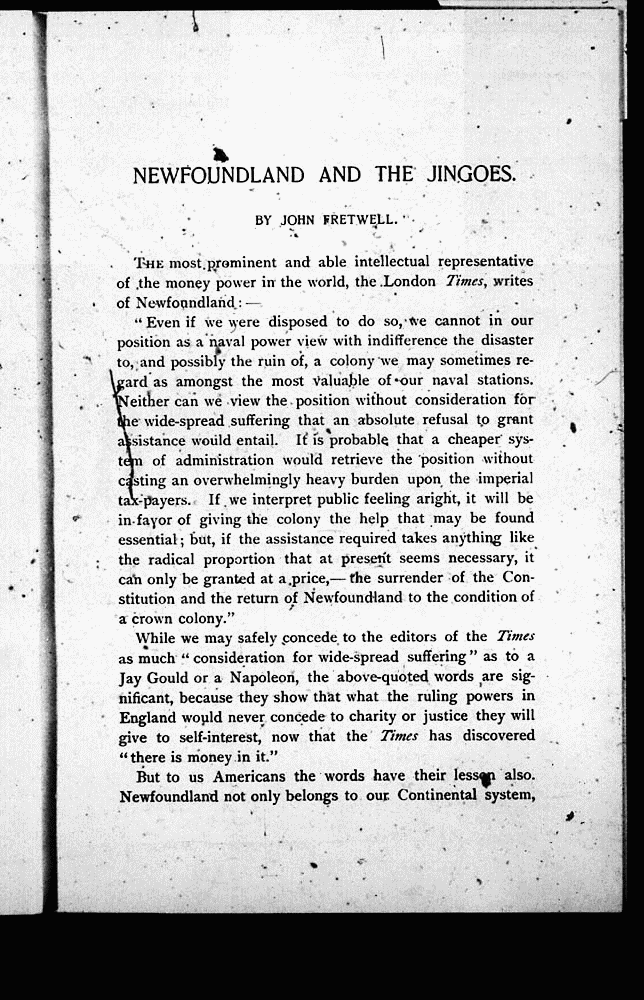 NEWFOUNDLAND AND THE JINGOES.
BY JOHN FRETWELL.
THE most prominent and able intellectual representative
of the money power in the world, the London Times, writes
of Newfoundland: —
" Even if we were disposed to do so, we cannot in our
position as a naval power view with indifference the disaster
to, and possibly the ruin of, a colony we may sometimes re-
gard as amongst the most valuable of our naval stations.
Neither can we view the position without consideration for
the wide-spread suffering that an absolute refusal to grant
assistance would entail. It is probable that a cheaper sys-
tem of administration would retrieve the position without
casting an overwhelmingly heavy burden upon the imperial
tax-payers. If we interpret public feeling aright, it will be
in favor of giving the colony the help that may be found
essential; but, if the assistance required takes anything like
the radical proportion that at present seems necessary, it
can only be granted at a price,— the surrender of the Con-
stitution and the return of Newfoundland to the condition of
a crown colony."
While we may safely concede to the editors of the Times
as much " consideration for wide-spread suffering " as to a
Jay Gould or a Napoleon, the above-quoted words are sig-
nificant, because they show that what the ruling powers in
England would never concede to charity or justice they will
give to self-interest, now that the Times has discovered
" there is money in it."
But to us Americans the words have their lesson also.
Newfoundland not only belongs to our Continental system,